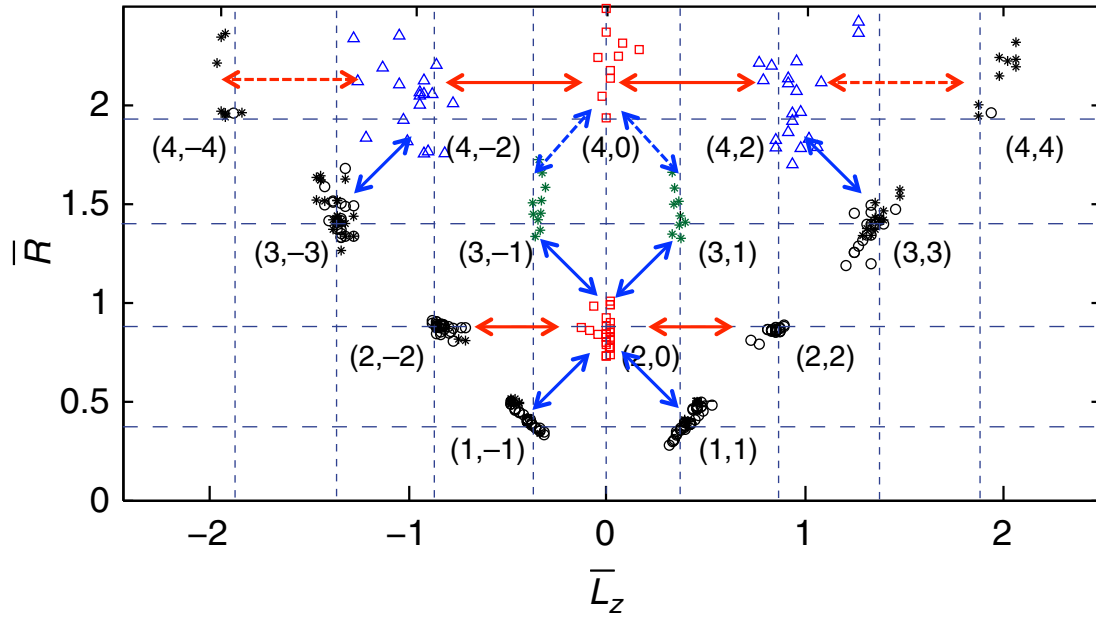 2
(4,−4) (4,−2) (4,0) (4,2) (4,4)
1.5
(3,−3) (3,−1) (3,1) (3,3)
R̅
1
(2,−2) (2,0) (2,2)
0.5
(1,−1) (1,1)
0
−2 −1 0 1 2
L̅z